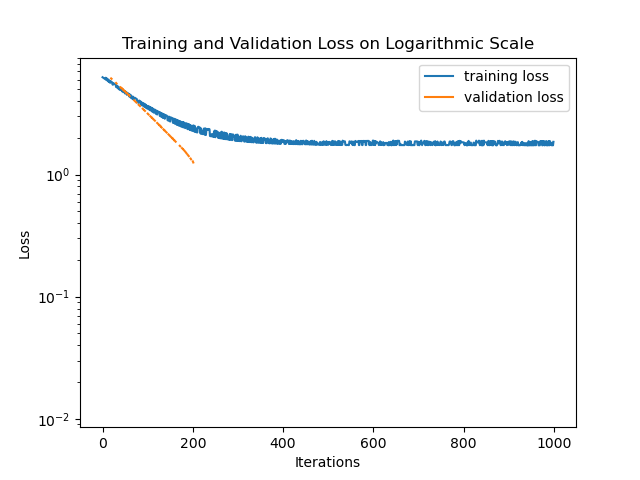 Training and Validation Loss on Logarithmic Scale
training loss
validation loss
Loss
10⁰
10⁻¹
10⁻²
0 200 400 600 800 1000
Iterations